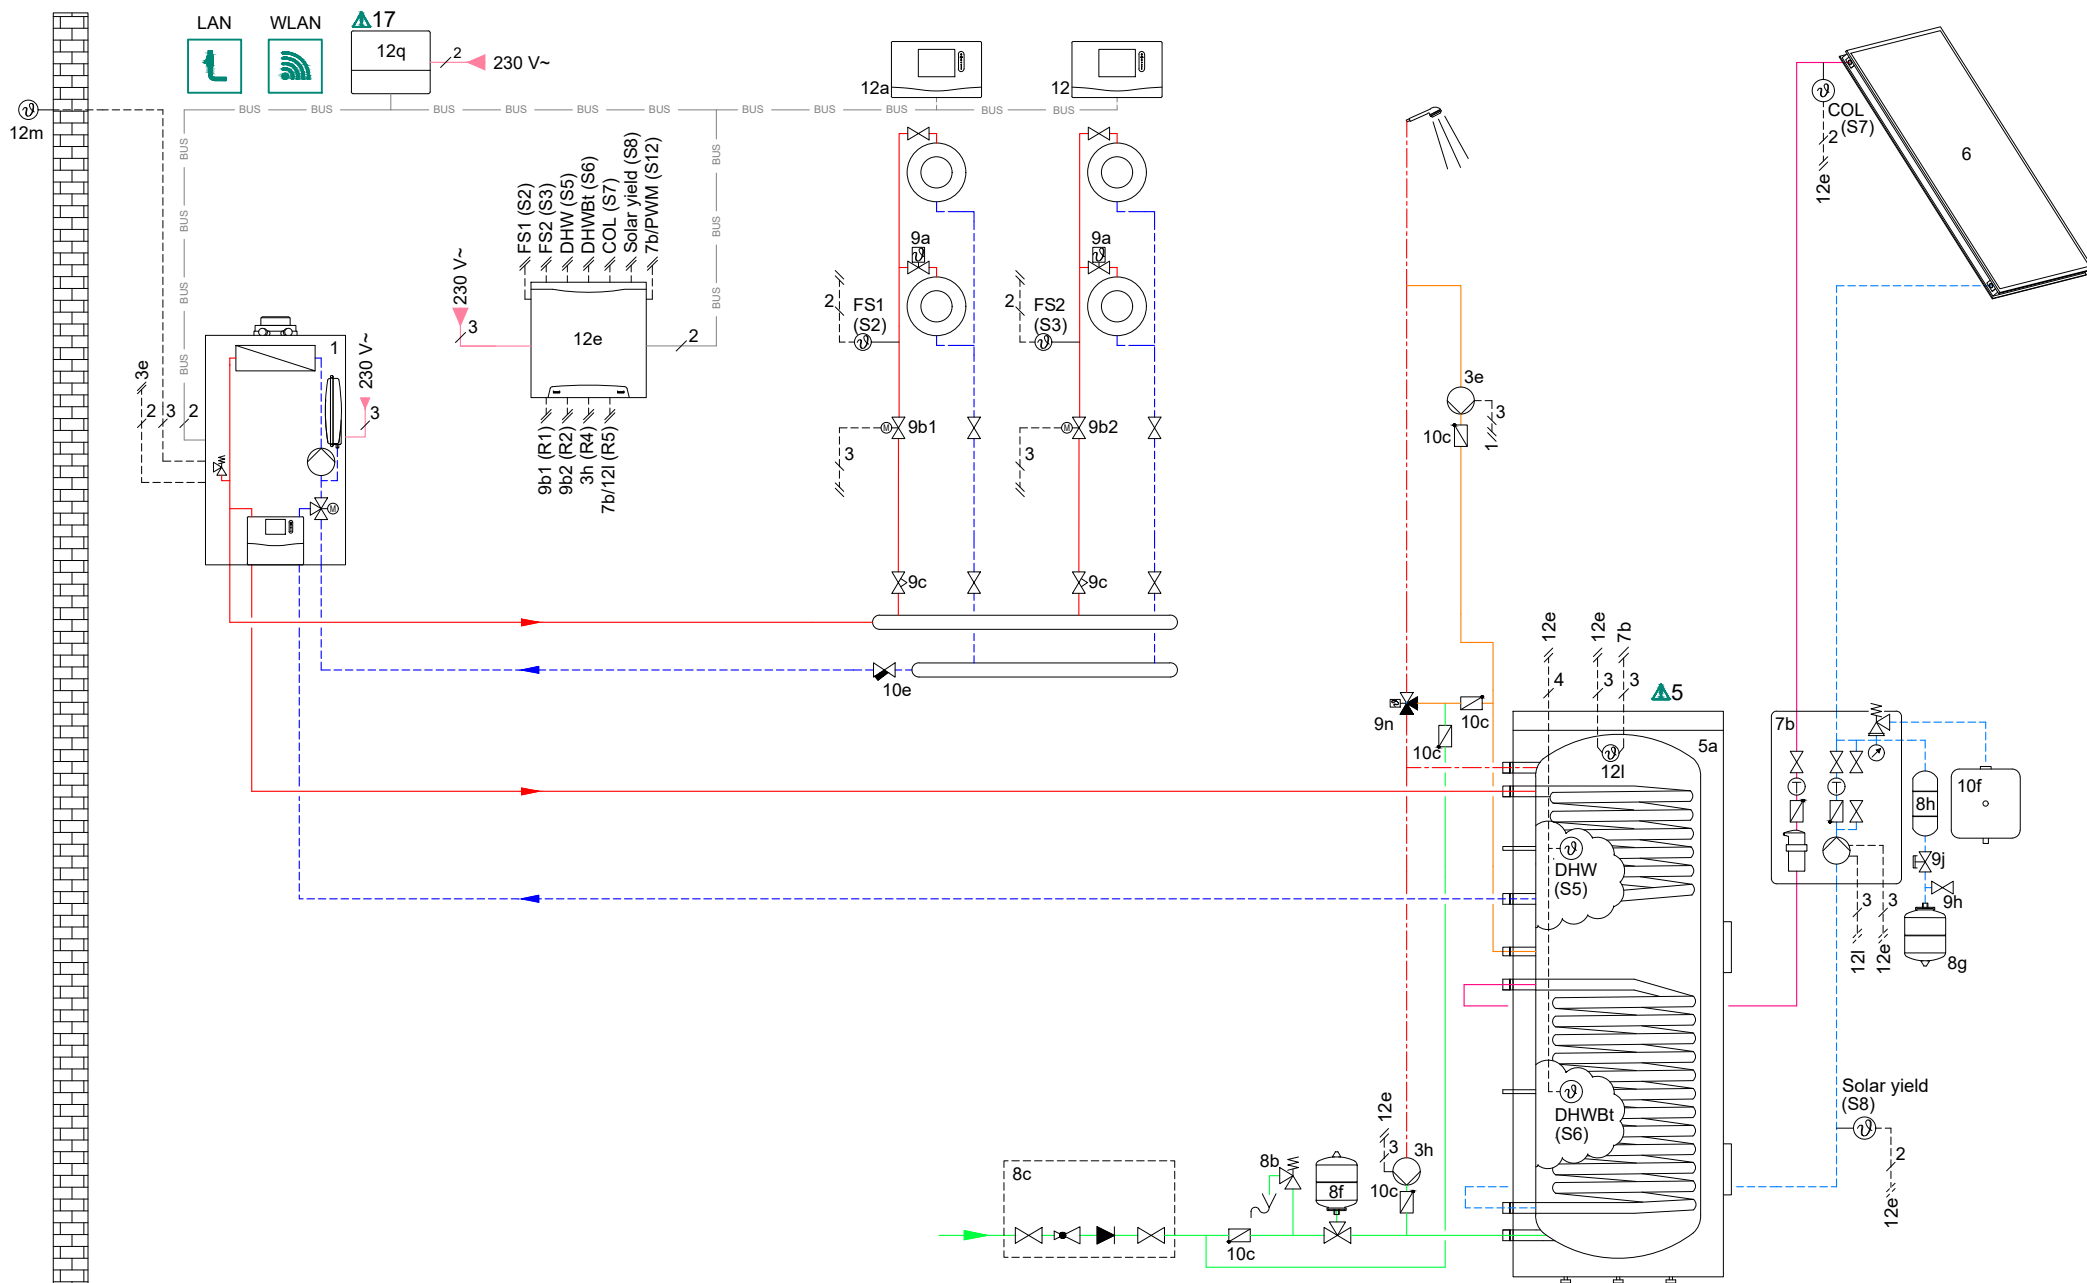 LAN
WLAN
17
12q
2
230 V~
12a
12
BUS BUS BUS BUS BUS BUS BUS BUS BUS BUS
12m
BUS
BUS
BUS
BUS
BUS
FS1 (S2)
FS2 (S3)
DHW (S5)
DHWBt (S6)
COL (S7)
Solar yield (S8)
7b/PWM (S12)
230 V~
3
12e
2
9b1 (R1)
9b2 (R2)
3h (R4)
7b/12l (R5)
1
3e
2
3
2
230 V~
3
M
9a
9a
2
FS1
(S2)
2
FS2
(S3)
M
9b1
M
9b2
3
3
9c
9c
10e
COL
(S7)
2
12e
6
3e
3
1
10c
12e
12e
7b
4
3
3
5
9n
10c
10c
5a
12l
DHW
(S5)
DHWBt
(S6)
7b
T
T
8h
10f
9j
9h
8g
3
3
12l
12e
Solar yield
(S8)
2
12e
8c
8b
8f
12e
3
3h
10c
10c